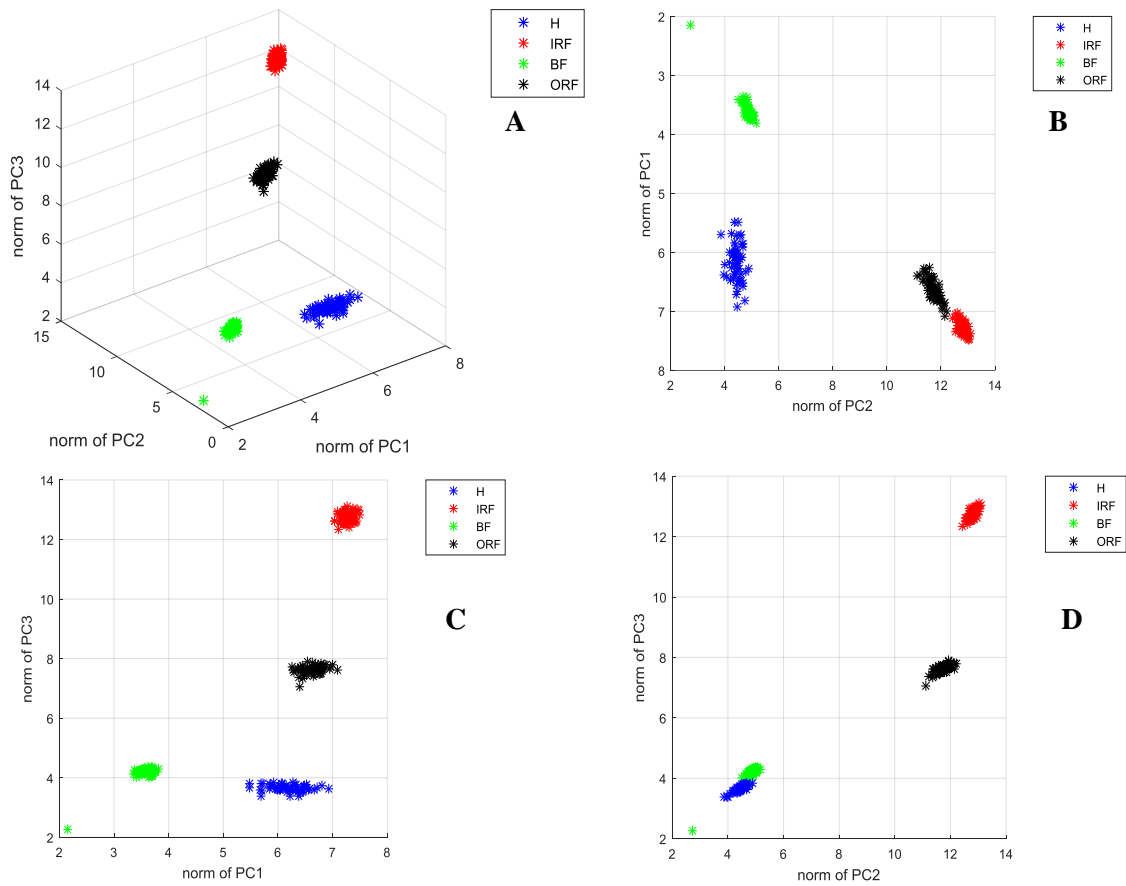 H
IRF
BF
ORF
A
14
12
10
8
6
4
2
norm of PC3
15
10
5
0
norm of PC2
2
4
6
8
norm of PC1
H
IRF
BF
ORF
B
2
3
4
5
6
7
8
norm of PC1
2 4 6 8 10 12 14
norm of PC2
H
IRF
BF
ORF
C
14
12
10
8
6
4
2
norm of PC3
2 3 4 5 6 7 8
norm of PC1
H
IRF
BF
ORF
D
14
12
10
8
6
4
2
norm of PC3
2 4 6 8 10 12 14
norm of PC2